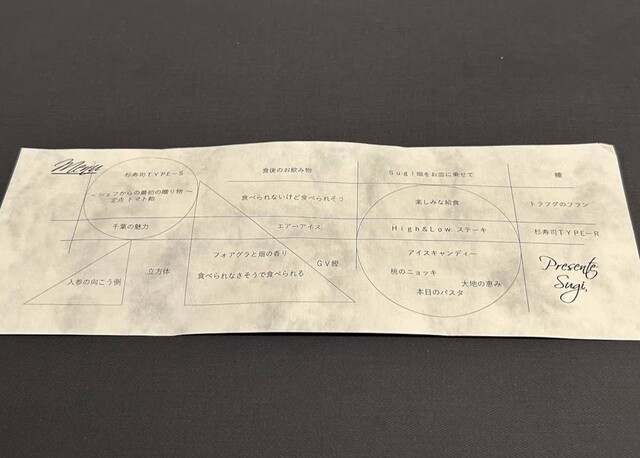 Menu
杉寿司TYPE-S
～シェフからの最初の贈り物～
定点 トマト飴
千葉の魅力
人参の向こう側
立方体
食後のお飲み物
食べられないけど食べられそう
エアーアイス
フォアグラと畑の香り
GV鰹
食べられなさそうで食べられる
Sugi畑をお皿に乗せて
楽しみな給食
High&Low ステーキ
アイスキャンディー
桃のニョッキ
大地の恵み
本日のパスタ
トラフグのフラン
杉寿司TYPE-R
Presente
Sugi.